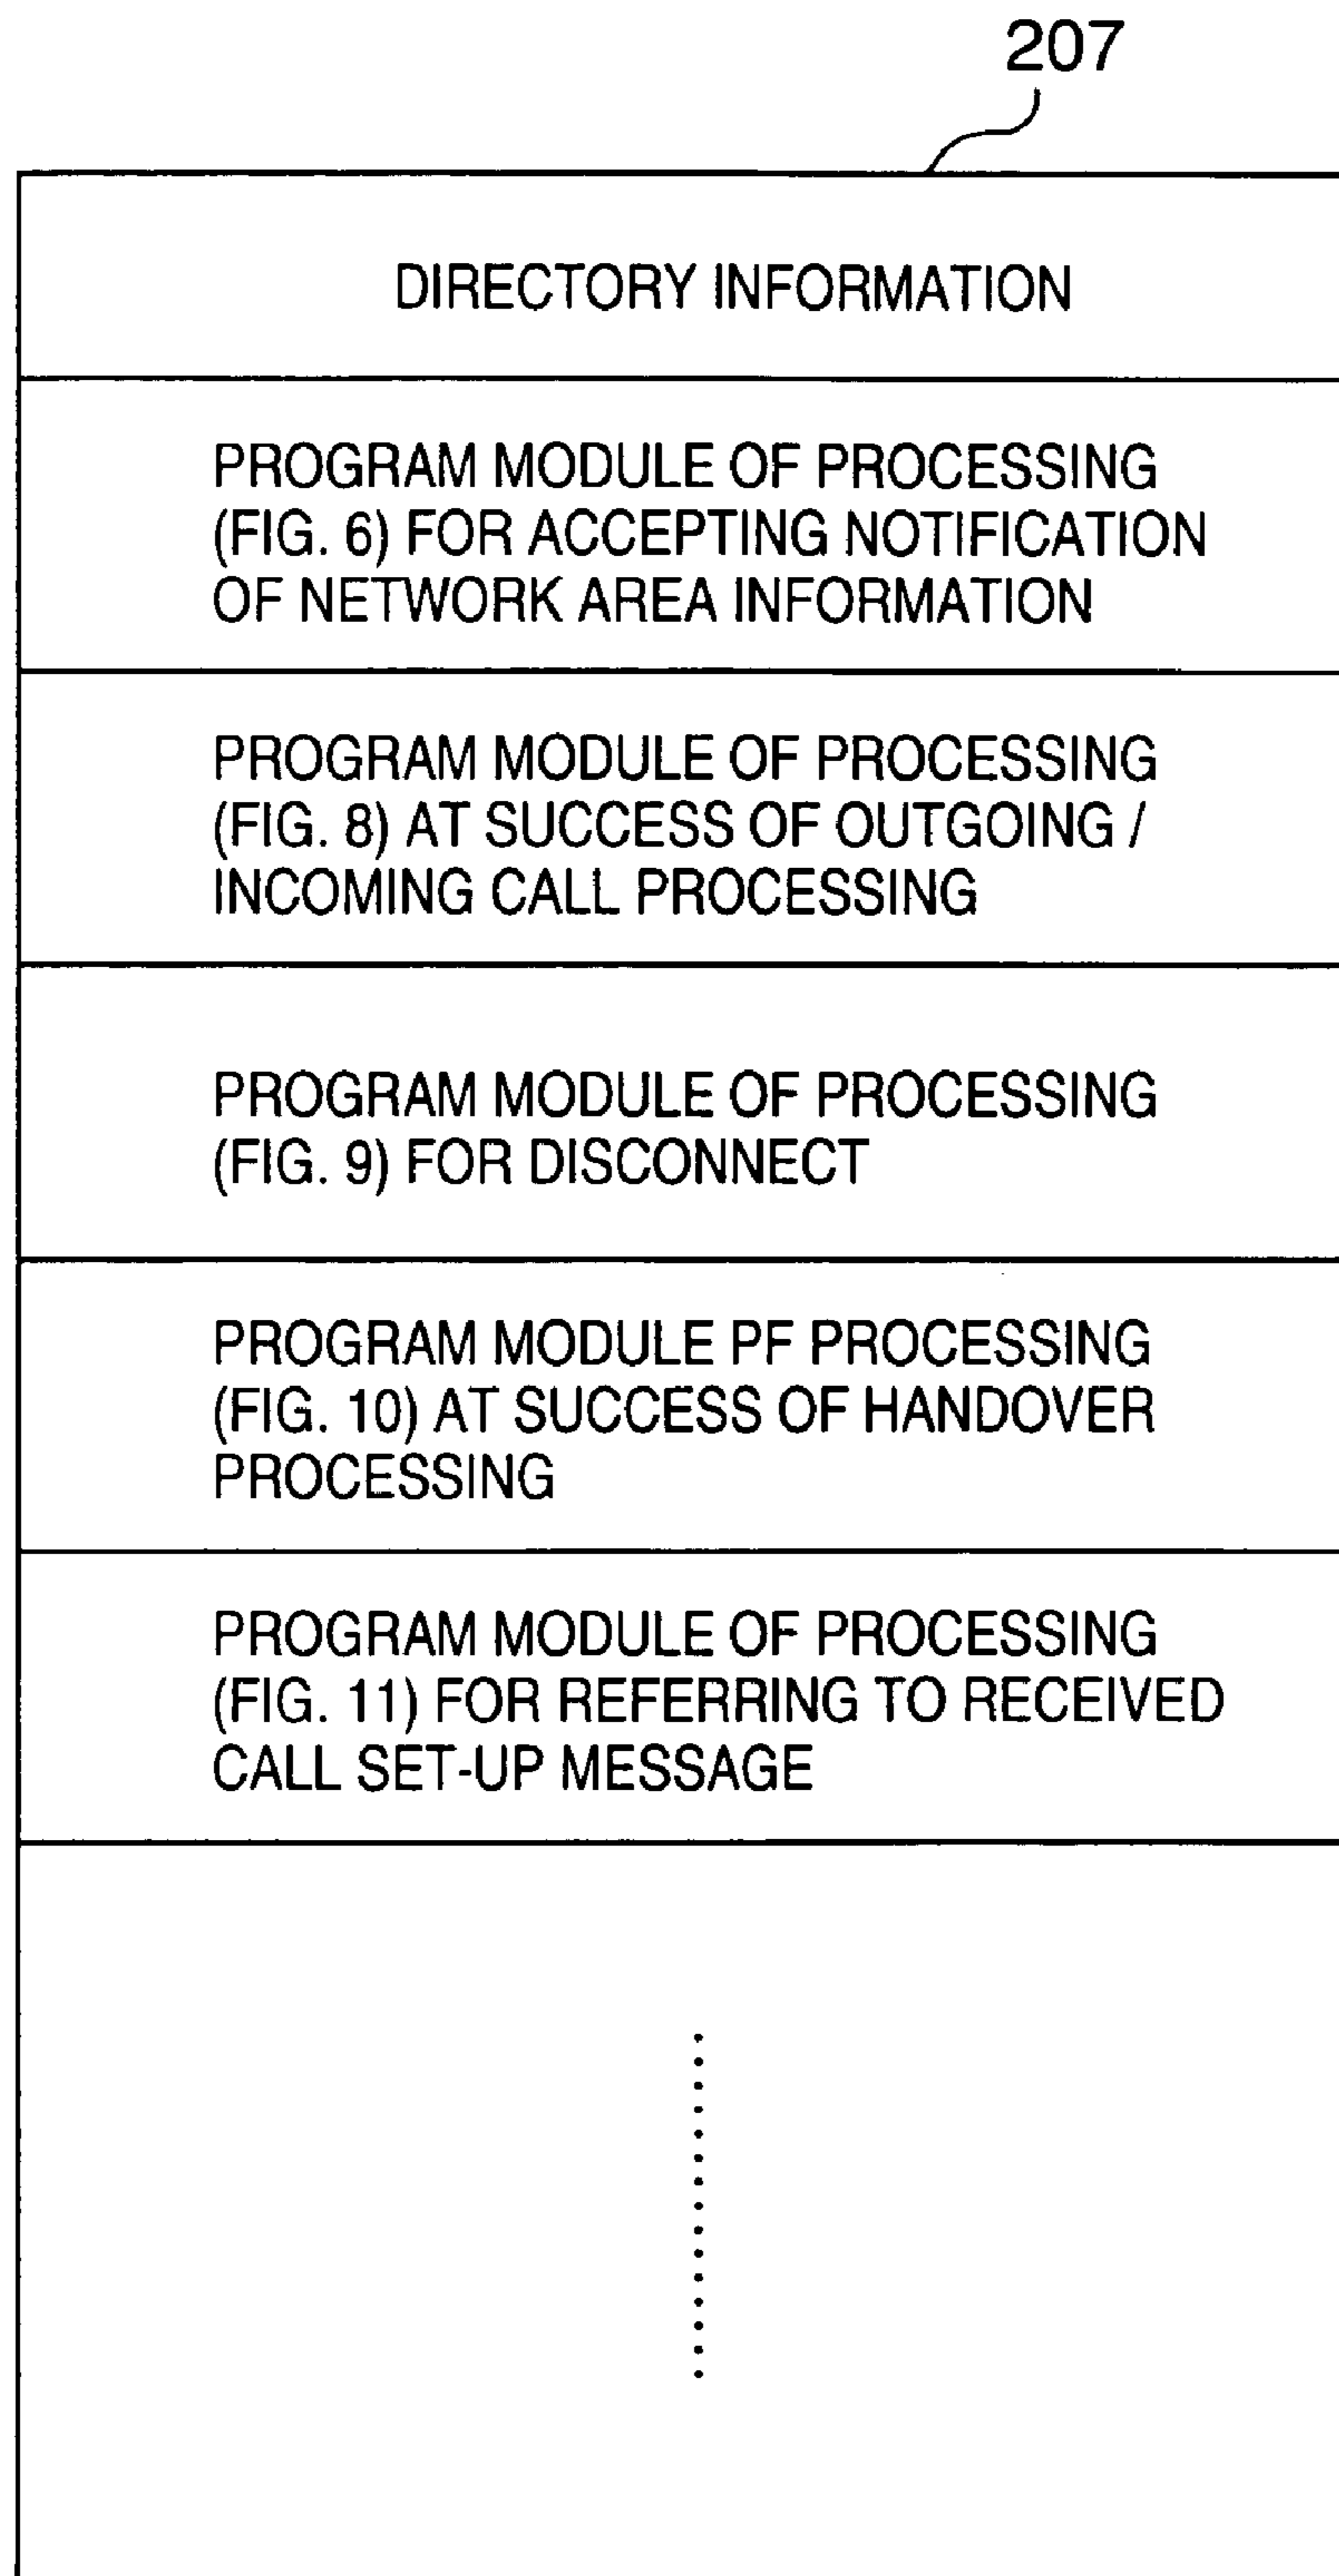 207
DIRECTORY INFORMATION
PROGRAM MODULE OF PROCESSING
(FIG. 6) FOR ACCEPTING NOTIFICATION
OF NETWORK AREA INFORMATION
PROGRAM MODULE OF PROCESSING
(FIG. 8) AT SUCCESS OF OUTGOING /
INCOMING CALL PROCESSING
PROGRAM MODULE OF PROCESSING
(FIG. 9) FOR DISCONNECT
PROGRAM MODULE PF PROCESSING
(FIG. 10) AT SUCCESS OF HANDOVER
PROCESSING
PROGRAM MODULE OF PROCESSING
(FIG. 11) FOR REFERRING TO RECEIVED
CALL SET-UP MESSAGE